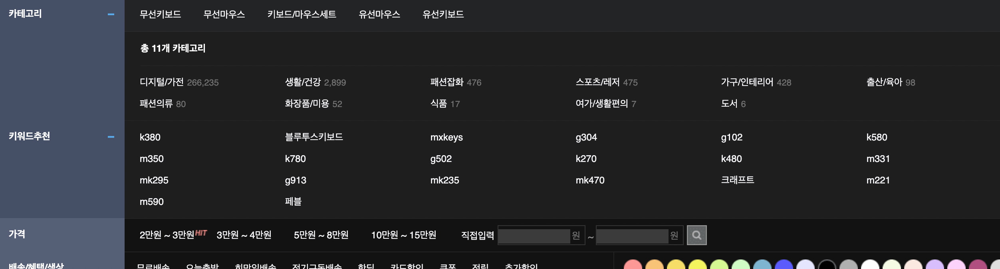 카테고리 무선키보드 무선마우스 키보드/마우스세트 유선마우스 유선키보드
총 11개 카테고리
디지털/가전 266,235 생활/건강 2,899 패션잡화 476 스포츠/레저 475 가구/인테리어 428 출산/육아 98
패션의류 80 화장품/미용 52 식품 17 여가/생활편의 7 도서 6
키워드추천 k380 블루투스키보드 mxkeys g304 g102 k580
m350 k780 g502 k270 k480 m331
mk295 g913 mk235 mk470 크래프트 m221
m590 페블
가격 2만원 ~ 3만원 HIT 3만원 ~ 4만원 5만원 ~ 8만원 10만원 ~ 15만원 직접입력 원 ~ 원
배송/혜택/색상 무료배송 오늘출발 희망일배송 정기구독배송 핫딜 카드할인 쿠폰 적립 추가할인